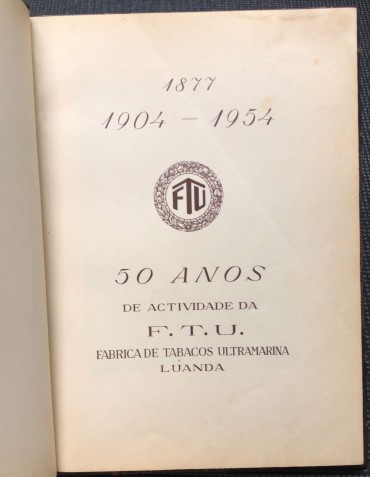 1877
1904 - 1954
FTU
50 ANOS
DE ACTIVIDADE DA
F. T. U.
FABRICA DE TABACOS ULTRAMARINA
LUANDA